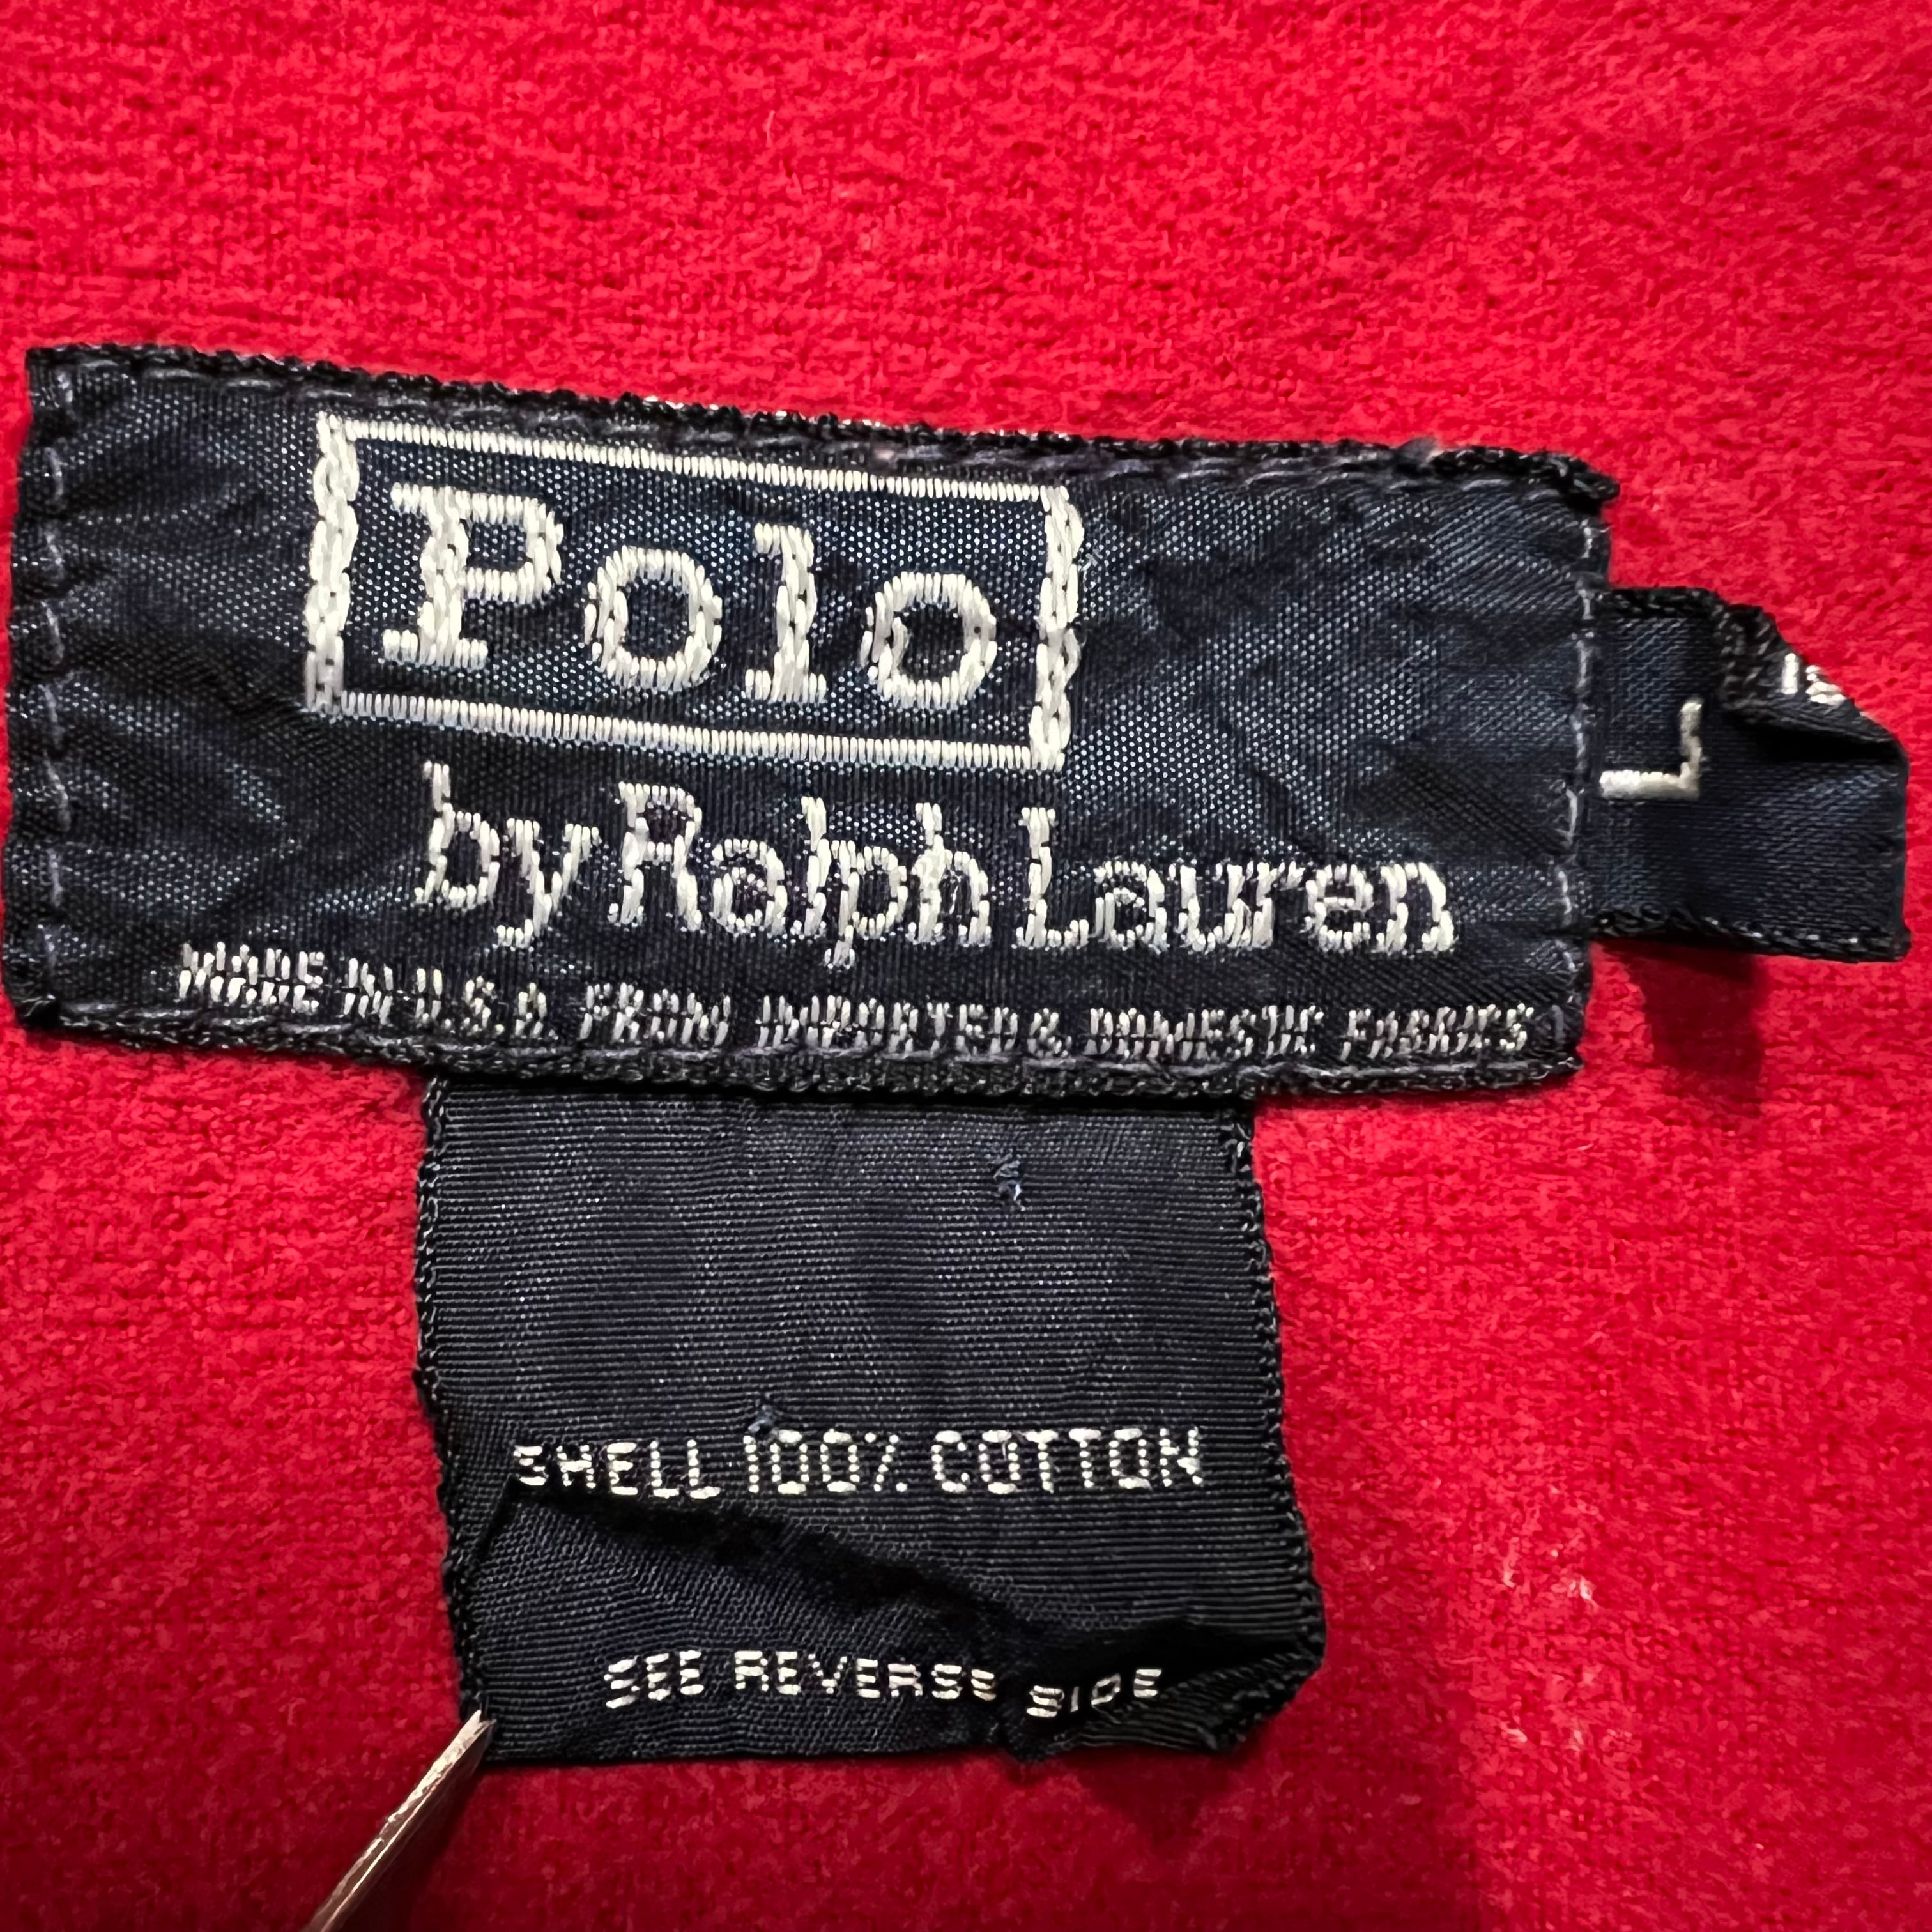 Polo
by Ralph Lauren
MADE IN U.S.A. FROM IMPORTED & DOMESTIC FABRICS
L
SHELL 100% COTTON
SEE REVERSE SIDE